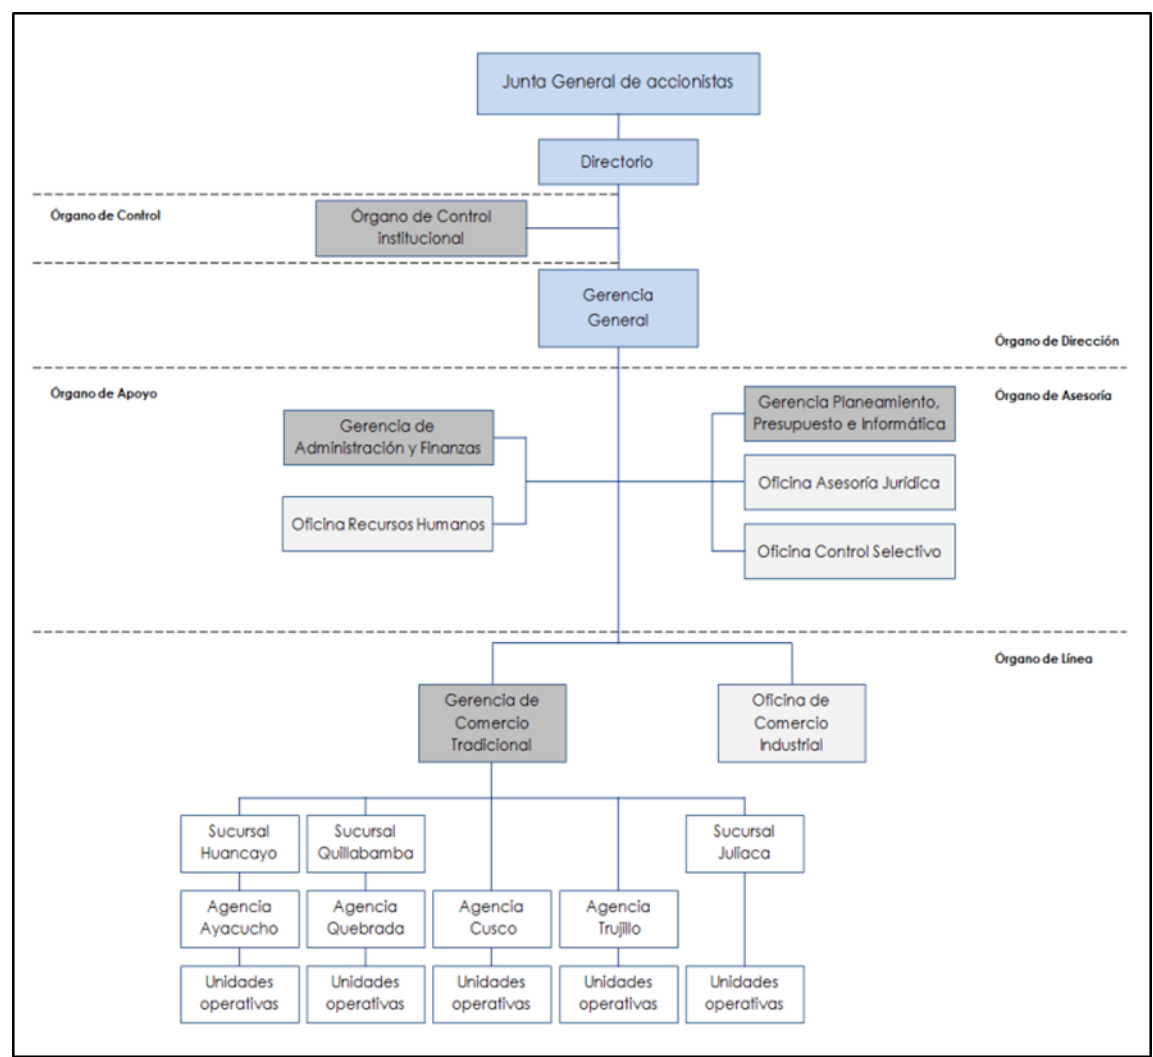 Junta General de accionistas
Directorio
Órgano de Control
Órgano de Control
institucional
Gerencia
General
Órgano de Dirección
Órgano de Apoyo
Órgano de Asesoría
Gerencia de
Administración y Finanzas
Gerencia Planeamiento,
Presupuesto e Informática
Oficina Asesoría Jurídica
Oficina Recursos Humanos
Oficina Control Selectivo
Órgano de Línea
Gerencia de
Comercio
Tradicional
Oficina de
Comercio
Industrial
Sucursal
Huancayo
Sucursal
Quillabamba
Sucursal
Juliaca
Agencia
Ayacucho
Agencia
Quebrada
Agencia
Cusco
Agencia
Trujillo
Unidades
operativas
Unidades
operativas
Unidades
operativas
Unidades
operativas
Unidades
operativas